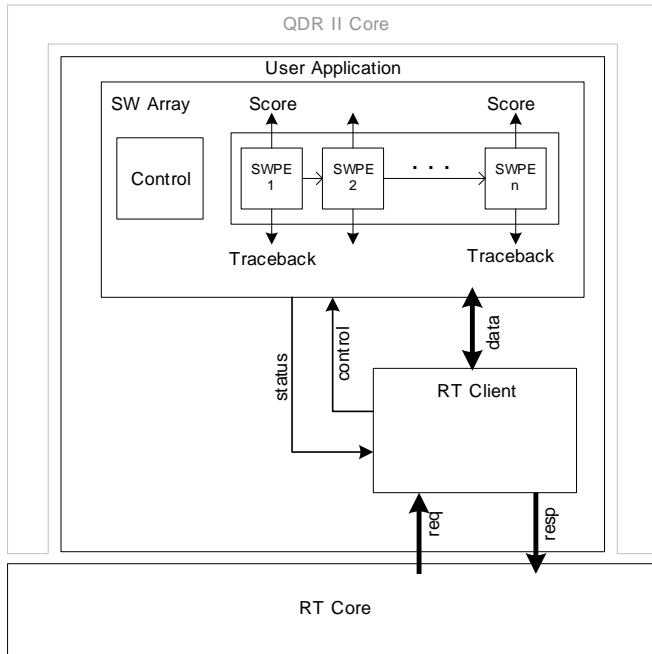 QDR II Core
User Application
SW Array
Score
Score
Control
SWPE
1
SWPE
2
. . .
SWPE
n
Traceback
Traceback
status
control
data
RT Client
req
resp
RT Core